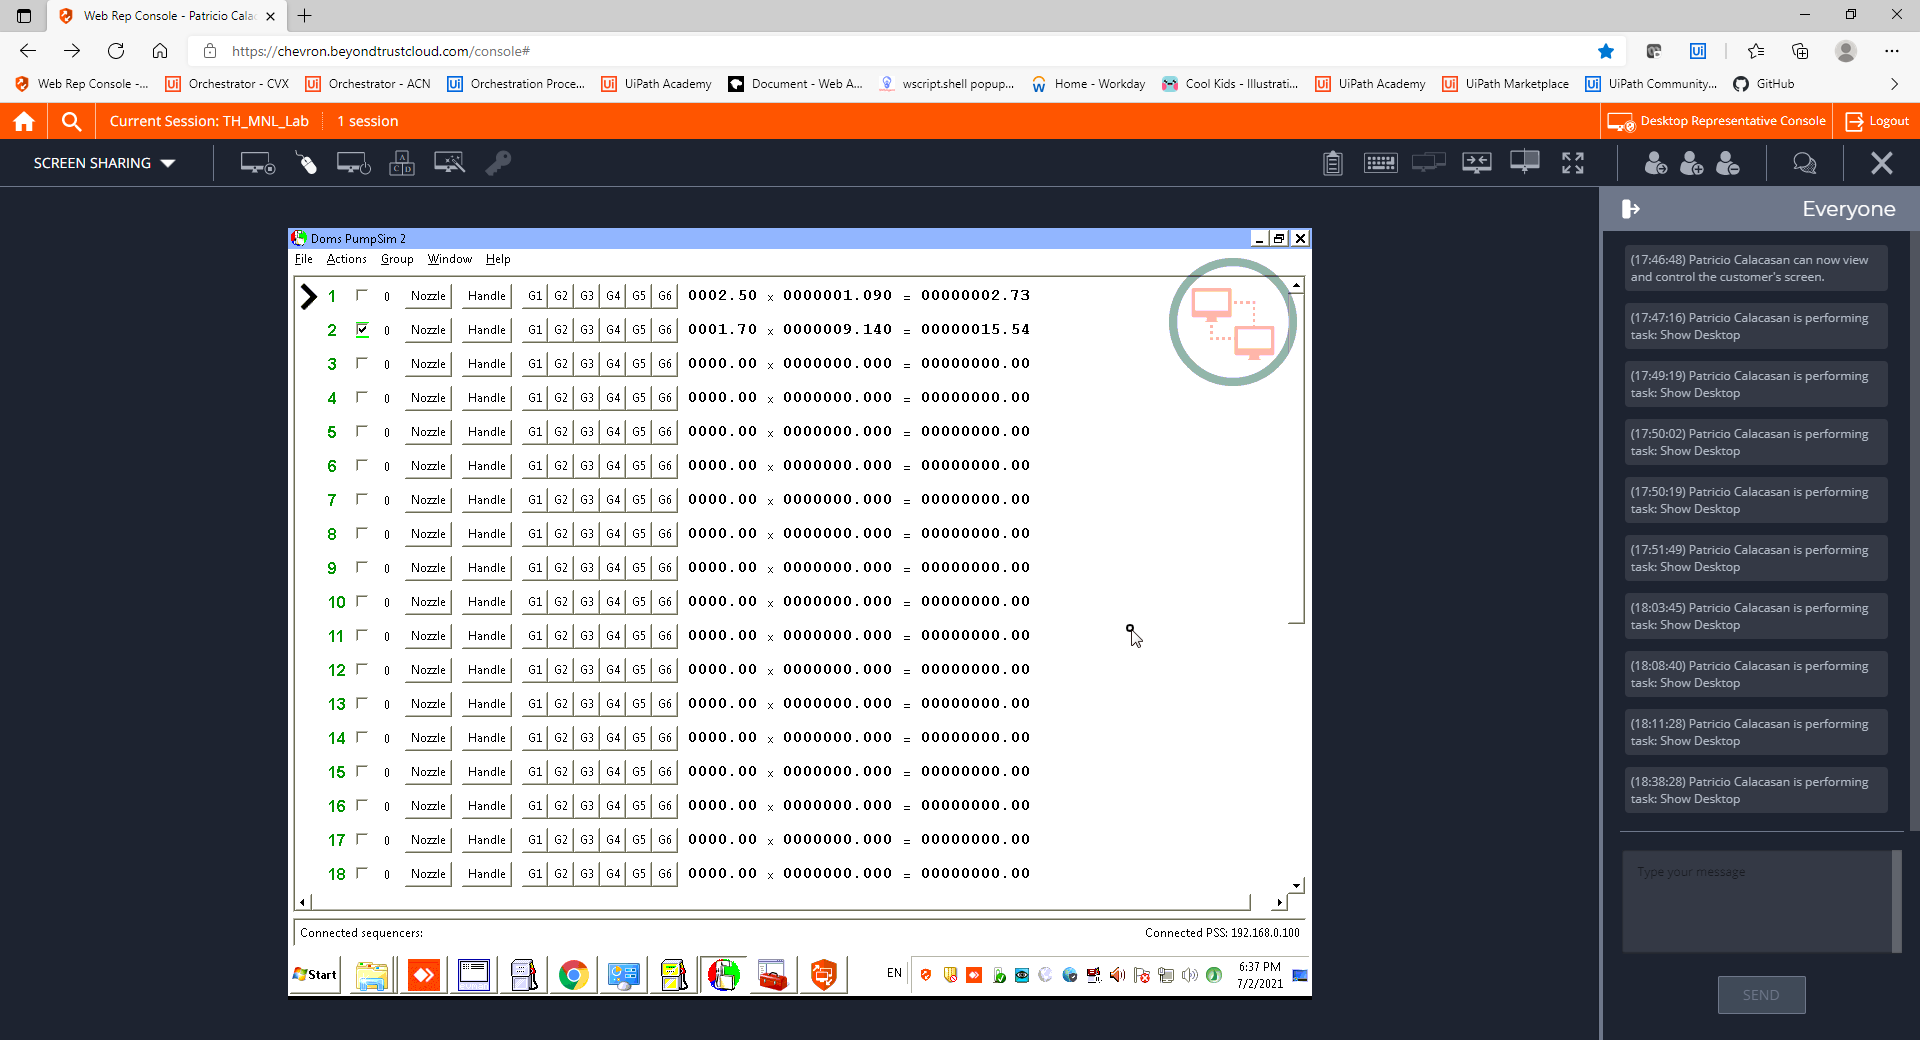 Web Rep Console - Patricio Cala
https://chevron.beyondtrustcloud.com/console#
Web Rep Console -... Orchestrator - CVX Orchestrator - ACN Orchestration Proce... UiPath Academy Document - Web A... wscript.shell popup... Home - Workday Cool Kids - Illustrati... UiPath Academy UiPath Marketplace UiPath Community... GitHub
Current Session: TH_MNL_Lab 1 session Desktop Representative Console Logout
SCREEN SHARING
Everyone
(17:46:48) Patricio Calacasan can now view
and control the customer's screen.
(17:47:16) Patricio Calacasan is performing
task: Show Desktop
(17:49:19) Patricio Calacasan is performing
task: Show Desktop
(17:50:02) Patricio Calacasan is performing
task: Show Desktop
(17:50:19) Patricio Calacasan is performing
task: Show Desktop
(17:51:49) Patricio Calacasan is performing
task: Show Desktop
(18:03:45) Patricio Calacasan is performing
task: Show Desktop
(18:08:40) Patricio Calacasan is performing
task: Show Desktop
(18:11:28) Patricio Calacasan is performing
task: Show Desktop
(18:38:28) Patricio Calacasan is performing
task: Show Desktop
Type your message
SEND
Doms PumpSim 2
File Actions Group Window Help
1 0 Nozzle Handle G1 G2 G3 G4 G5 G6 0002.50 x 0000001.090 = 00000002.73
2 0 Nozzle Handle G1 G2 G3 G4 G5 G6 0001.70 x 0000009.140 = 00000015.54
3 0 Nozzle Handle G1 G2 G3 G4 G5 G6 0000.00 x 0000000.000 = 00000000.00
4 0 Nozzle Handle G1 G2 G3 G4 G5 G6 0000.00 x 0000000.000 = 00000000.00
5 0 Nozzle Handle G1 G2 G3 G4 G5 G6 0000.00 x 0000000.000 = 00000000.00
6 0 Nozzle Handle G1 G2 G3 G4 G5 G6 0000.00 x 0000000.000 = 00000000.00
7 0 Nozzle Handle G1 G2 G3 G4 G5 G6 0000.00 x 0000000.000 = 00000000.00
8 0 Nozzle Handle G1 G2 G3 G4 G5 G6 0000.00 x 0000000.000 = 00000000.00
9 0 Nozzle Handle G1 G2 G3 G4 G5 G6 0000.00 x 0000000.000 = 00000000.00
10 0 Nozzle Handle G1 G2 G3 G4 G5 G6 0000.00 x 0000000.000 = 00000000.00
11 0 Nozzle Handle G1 G2 G3 G4 G5 G6 0000.00 x 0000000.000 = 00000000.00
12 0 Nozzle Handle G1 G2 G3 G4 G5 G6 0000.00 x 0000000.000 = 00000000.00
13 0 Nozzle Handle G1 G2 G3 G4 G5 G6 0000.00 x 0000000.000 = 00000000.00
14 0 Nozzle Handle G1 G2 G3 G4 G5 G6 0000.00 x 0000000.000 = 00000000.00
15 0 Nozzle Handle G1 G2 G3 G4 G5 G6 0000.00 x 0000000.000 = 00000000.00
16 0 Nozzle Handle G1 G2 G3 G4 G5 G6 0000.00 x 0000000.000 = 00000000.00
17 0 Nozzle Handle G1 G2 G3 G4 G5 G6 0000.00 x 0000000.000 = 00000000.00
18 0 Nozzle Handle G1 G2 G3 G4 G5 G6 0000.00 x 0000000.000 = 00000000.00
Connected sequencers: Connected PSS: 192.168.0.100
Start EN 6:37 PM
7/2/2021